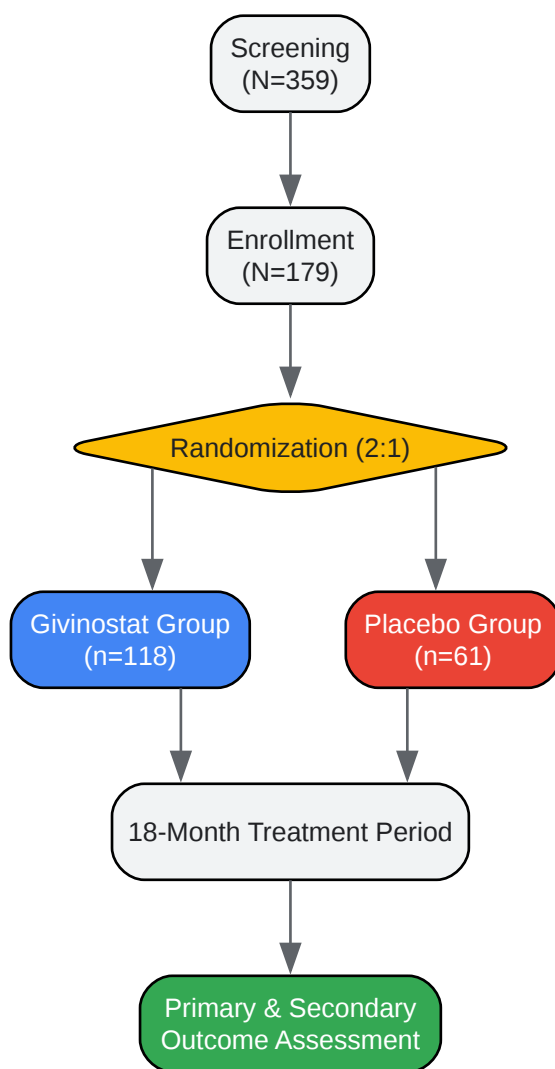 Screening
(N=359)
Enrollment
(N=179)
Randomization (2:1)
Givinostat Group
(n=118)
Placebo Group
(n=61)
18-Month Treatment Period
Primary & Secondary
Outcome Assessment